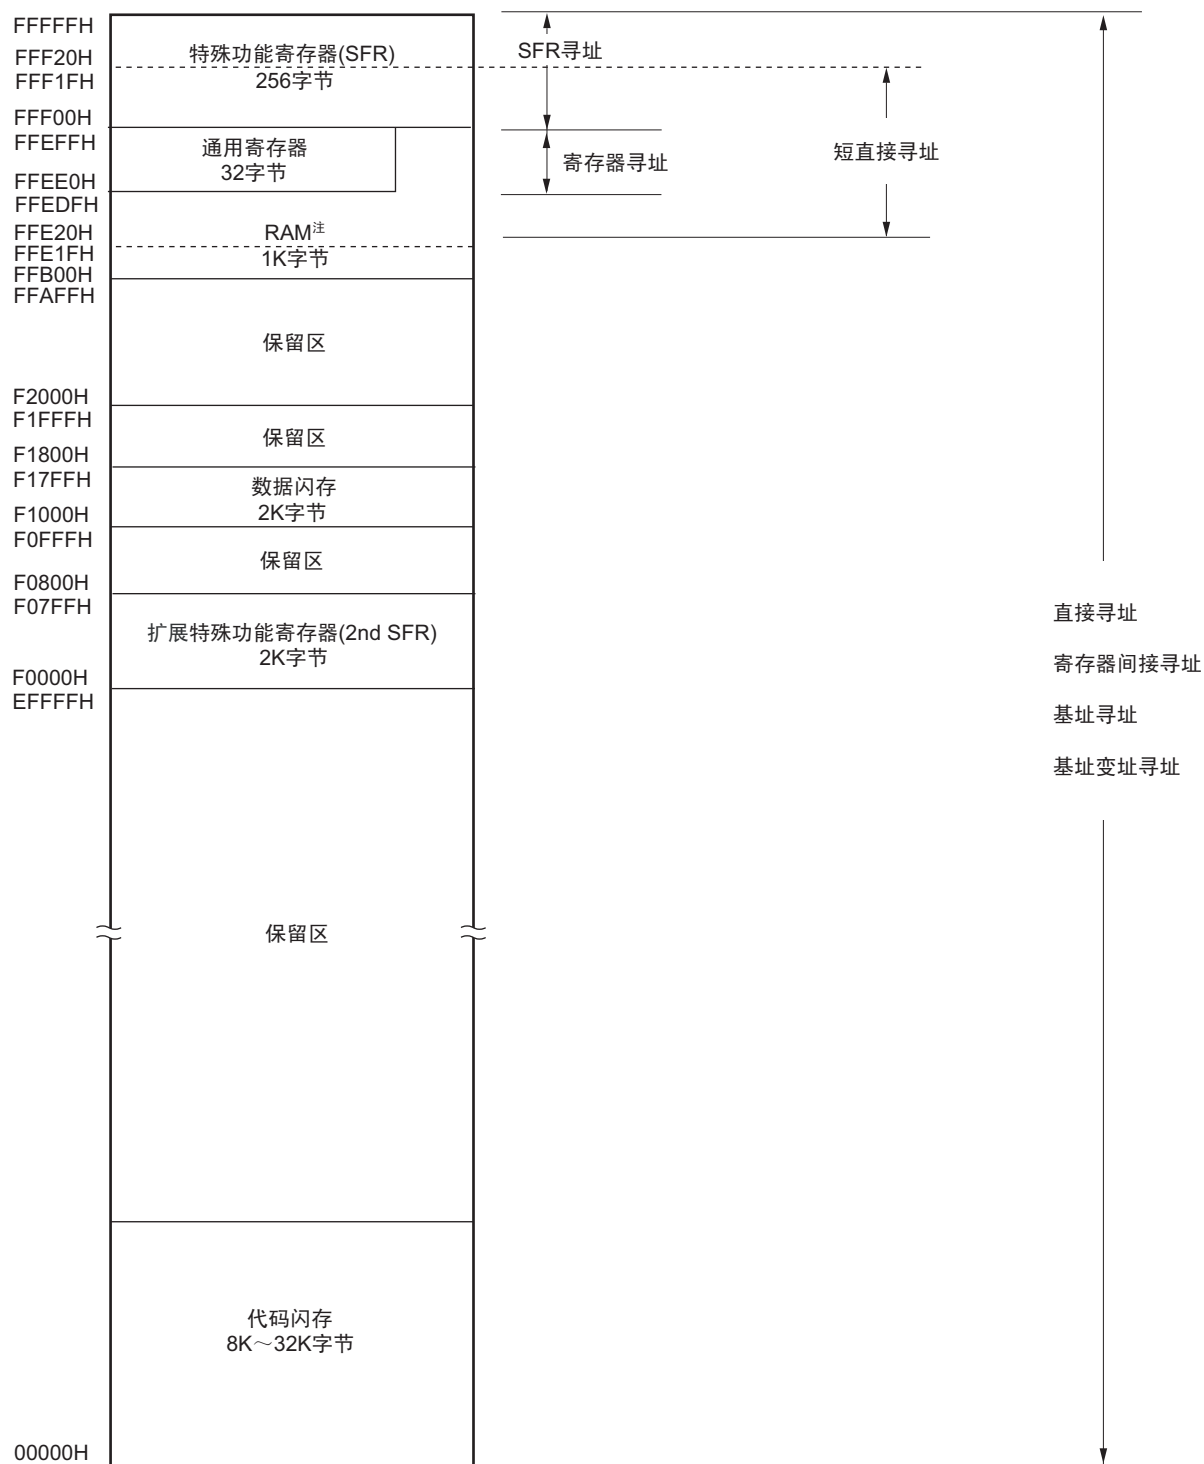 FFFFFH
SFR寻址
特殊功能寄存器(SFR)
FFF20H
FFF1FH
256字节
FFF00H
FFEFFH
通用寄存器
32字节
寄存器寻址
短直接寻址
FFEE0H
FFEDFH
FFE20H
RAM注
FFE1FH
1K字节
FFB00H
FFAFFH
保留区
F2000H
F1FFFH
保留区
F1800H
F17FFH
数据闪存
2K字节
F1000H
F0FFFH
保留区
F0800H
F07FFH
扩展特殊功能寄存器(2nd SFR)
2K字节
F0000H
EFFFFH
直接寻址
寄存器间接寻址
基址寻址
基址变址寻址
保留区
代码闪存
8K～32K字节
00000H